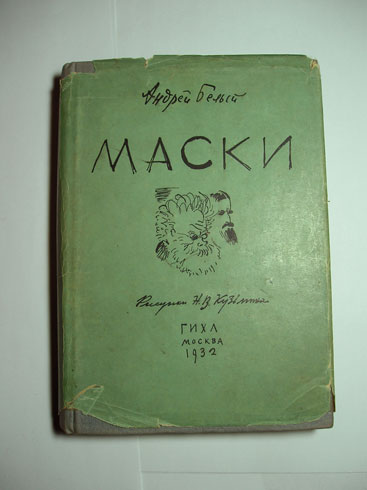 Андрей Белый
МАСКИ
Рисунки Н.В Кузьмина
ГИХЛ
МОСКВА
1932